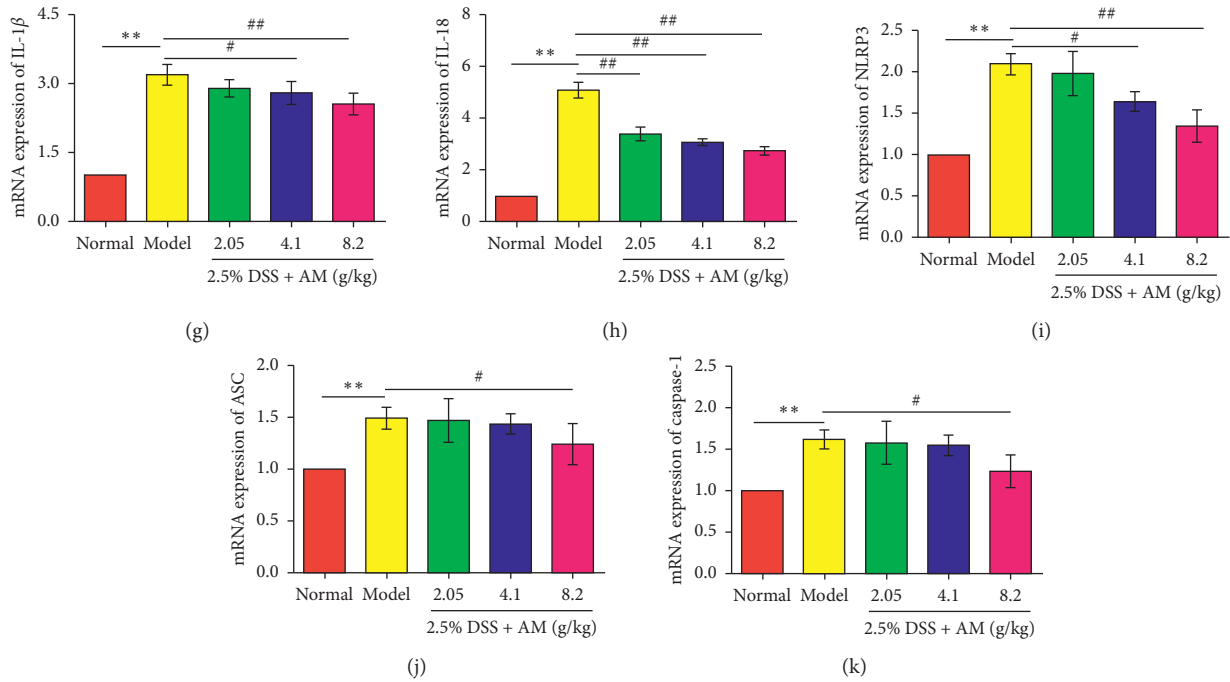 mRNA expression of IL-1β
4.5
3.0
1.5
0.0
**
##
#
Normal Model 2.05 4.1 8.2
2.5% DSS + AM (g/kg)
(g)
mRNA expression of IL-18
8
6
4
2
0
**
##
##
##
Normal Model 2.05 4.1 8.2
2.5% DSS + AM (g/kg)
(h)
mRNA expression of NLRP3
2.5
2.0
1.5
1.0
0.5
0.0
**
##
#
Normal Model 2.05 4.1 8.2
2.5% DSS + AM (g/kg)
(i)
mRNA expression of ASC
2.0
1.5
1.0
0.5
0.0
**
#
Normal Model 2.05 4.1 8.2
2.5% DSS + AM (g/kg)
(j)
mRNA expression of caspase-1
2.5
2.0
1.5
1.0
0.5
0.0
**
#
Normal Model 2.05 4.1 8.2
2.5% DSS + AM (g/kg)
(k)